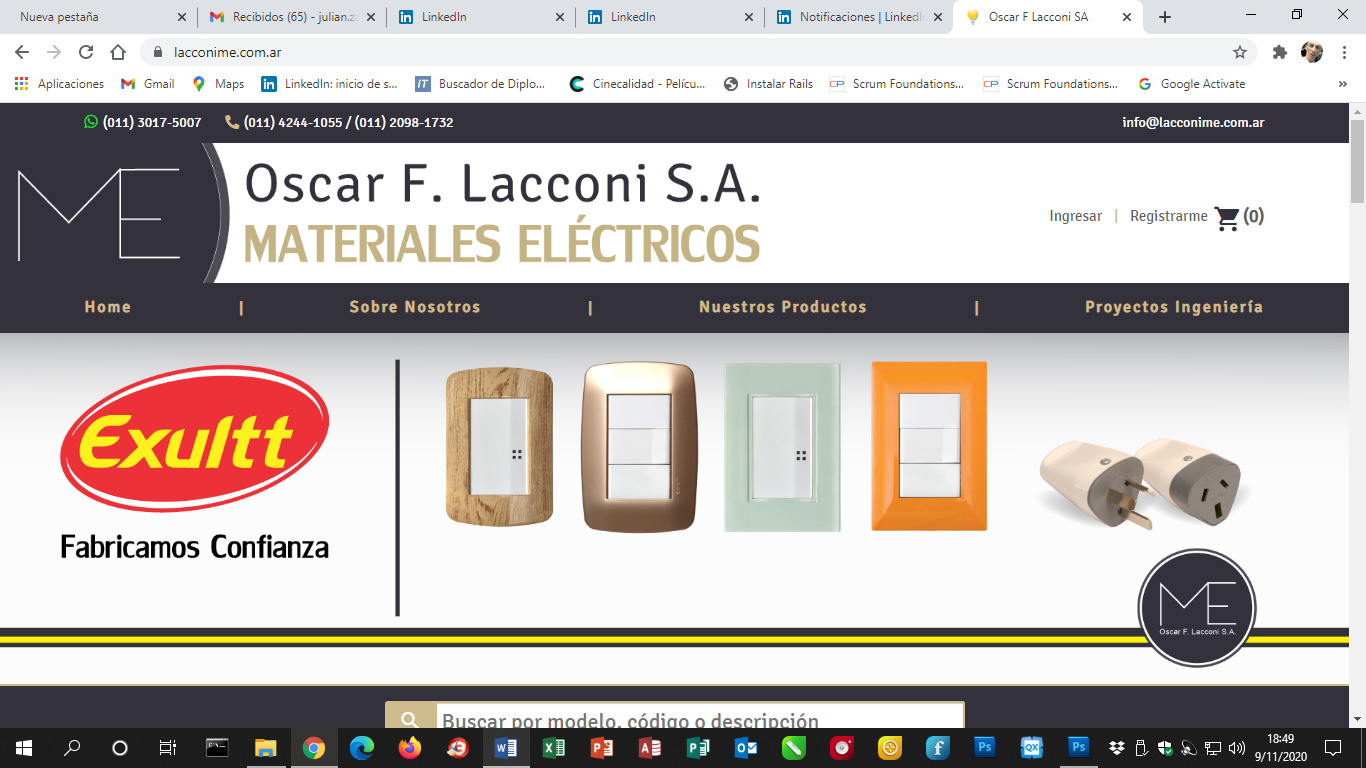 Nueva pestaña
Recibidos (65) - julian.z
LinkedIn
LinkedIn
Notificaciones | LinkedIn
Oscar F Lacconi SA
lacconime.com.ar
Aplicaciones
Gmail
Maps
LinkedIn: inicio de s...
Buscador de Diplo...
Cinecalidad - Pelícu...
Instalar Rails
Scrum Foundations...
Scrum Foundations...
Google Activate
(011) 3017-5007
(011) 4244-1055 / (011) 2098-1732
info@lacconime.com.ar
ME
Oscar F. Lacconi S.A.
MATERIALES ELÉCTRICOS
Ingresar | Registrarme (0)
Home | Sobre Nosotros | Nuestros Productos | Proyectos Ingeniería
Exultt
Fabricamos Confianza
ME
Oscar F. Lacconi S.A.
Buscar por modelo, código o descripción
18:49
9/11/2020